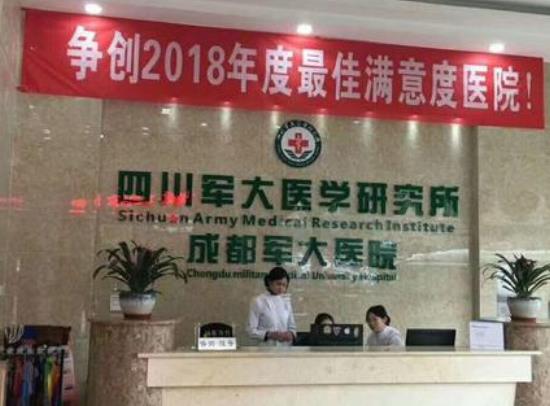 争创2018年度最佳满意度医院!
四川军大医学研究所
Sichuan Army Medical Research Institute
成都军大医院